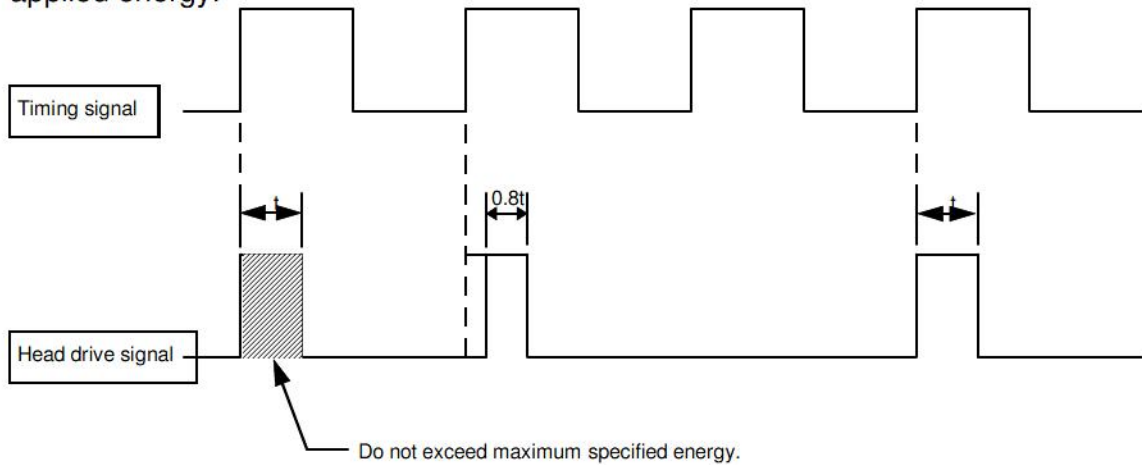 applied energy.
Timing signal
t
0.8t
t
Head drive signal
Do not exceed maximum specified energy.